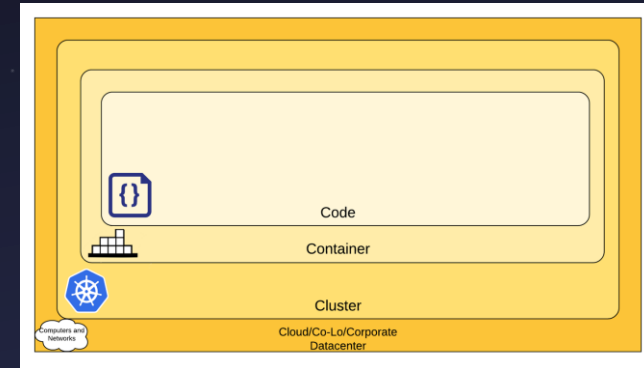 {}
Code
Container
Cluster
Computers and
Networks
Cloud/Co-Lo/Corporate
Datacenter